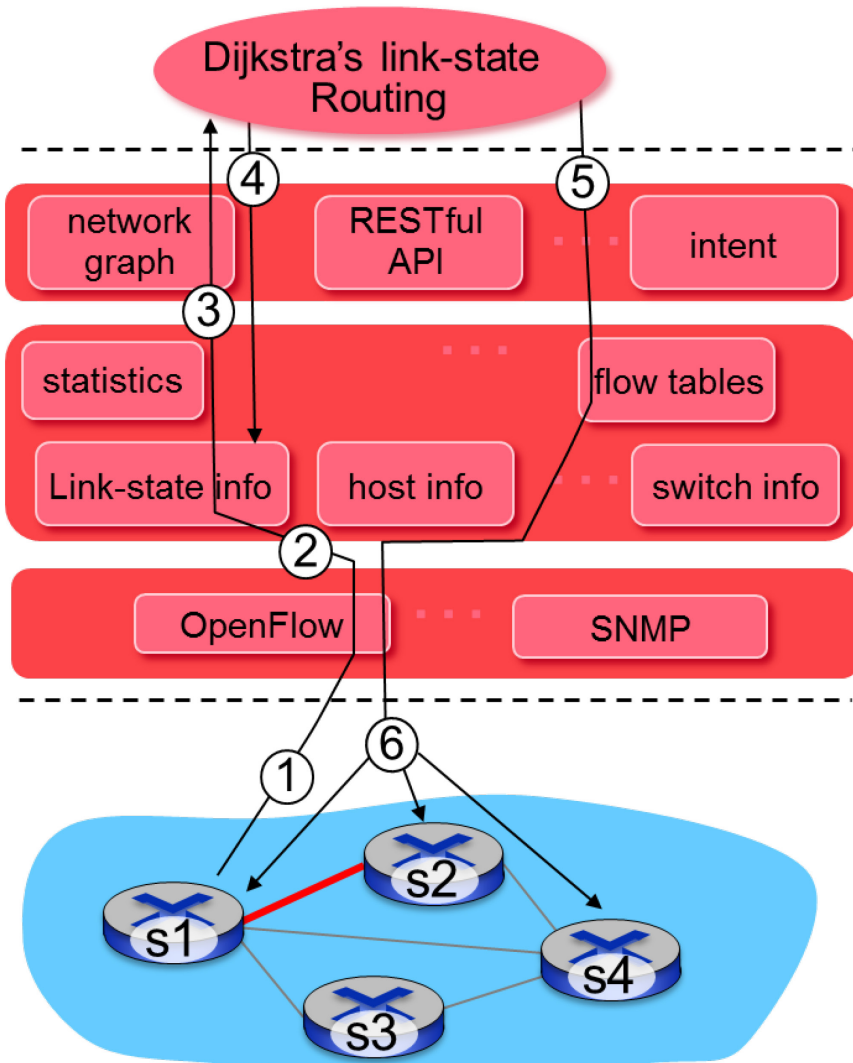 Dijkstra's link-state
Routing
4
5
network
graph
RESTful
API
intent
3
statistics
flow tables
Link-state info
host info
switch info
2
OpenFlow
SNMP
1
6
s2
s1
s4
s3